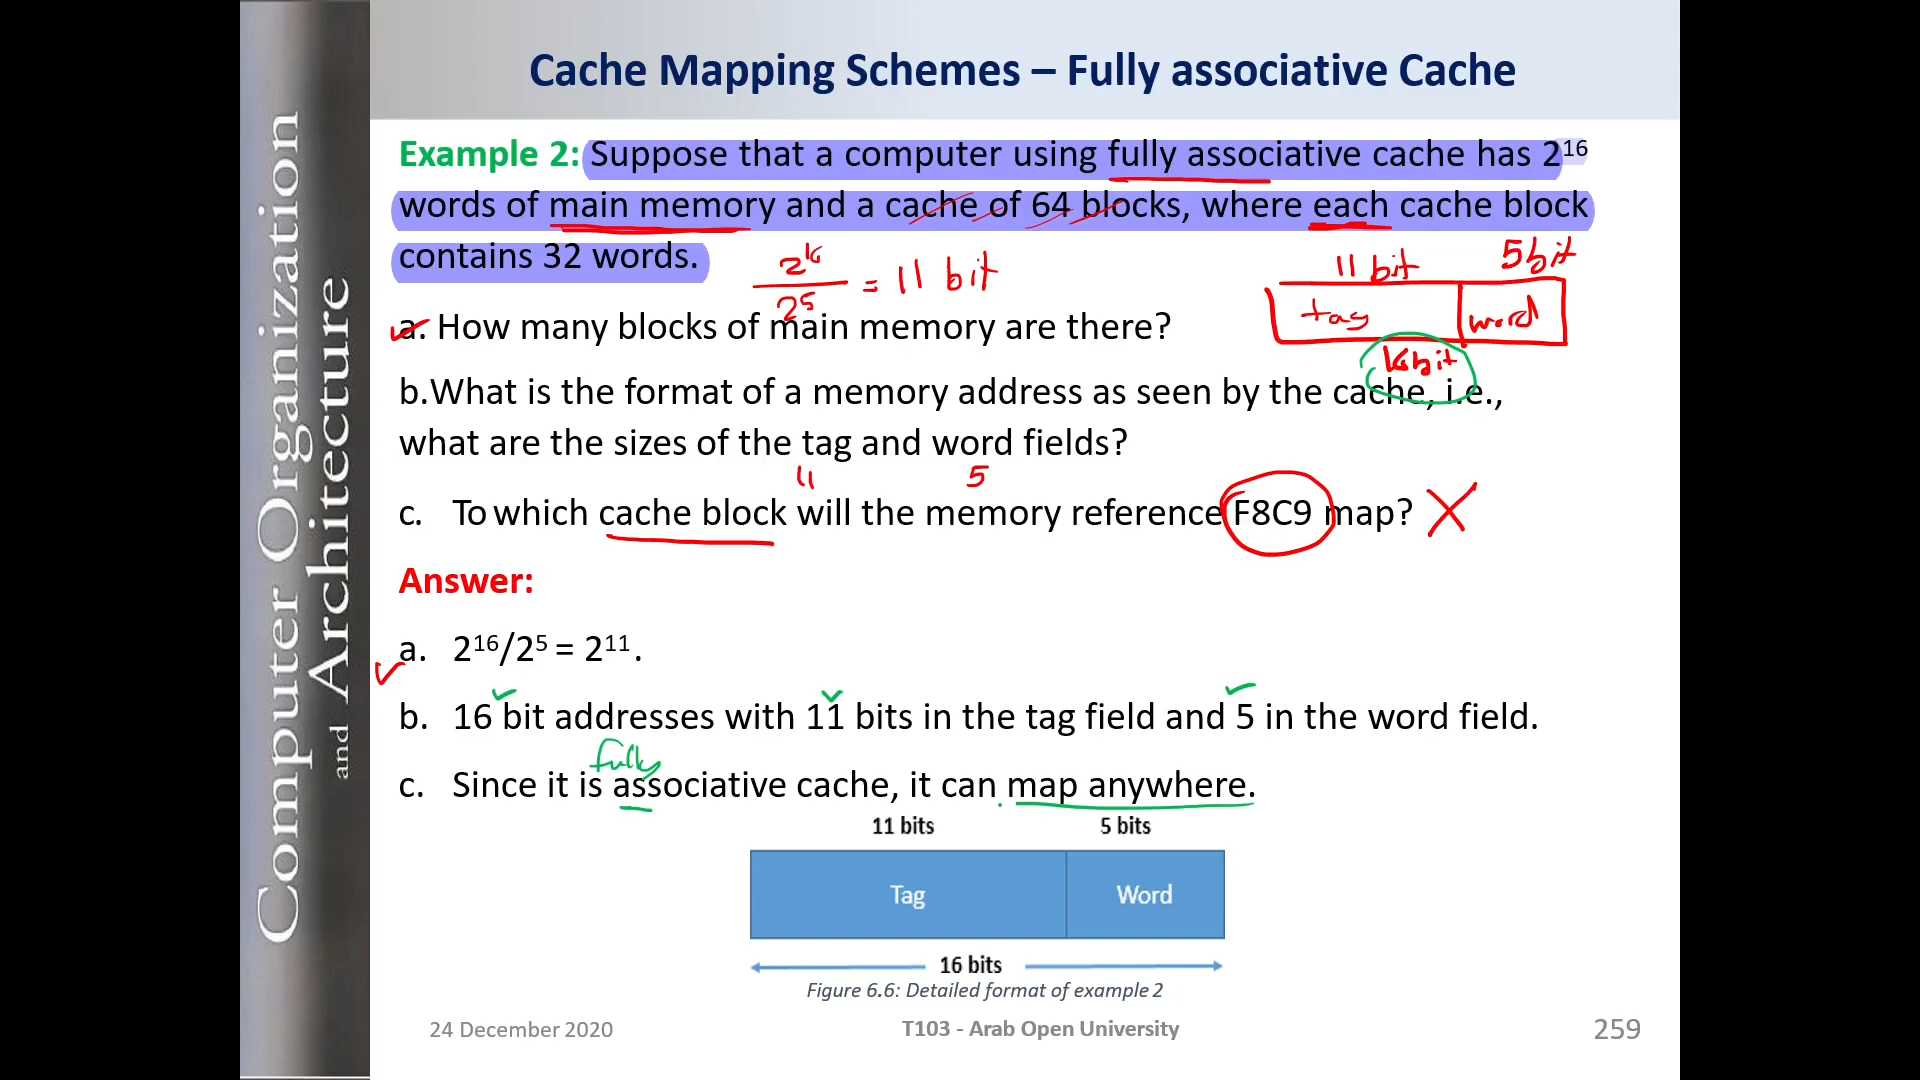 Computer Organization
and Architecture
Cache Mapping Schemes – Fully associative Cache
Example 2: Suppose that a computer using fully associative cache has 2¹⁶
words of main memory and a cache of 64 blocks, where each cache block
contains 32 words.
2¹⁶
2⁵
= 11 bit
11 bit
5bit
tag
word
16bit
a. How many blocks of main memory are there?
b.What is the format of a memory address as seen by the cache, i.e.,
what are the sizes of the tag and word fields?
11
5
c. To which cache block will the memory reference F8C9 map?
Answer:
a. 2¹⁶/2⁵ = 2¹¹.
b. 16 bit addresses with 11 bits in the tag field and 5 in the word field.
fully
c. Since it is associative cache, it can map anywhere.
11 bits
5 bits
Tag
Word
16 bits
Figure 6.6: Detailed format of example 2
24 December 2020
T103 - Arab Open University
259